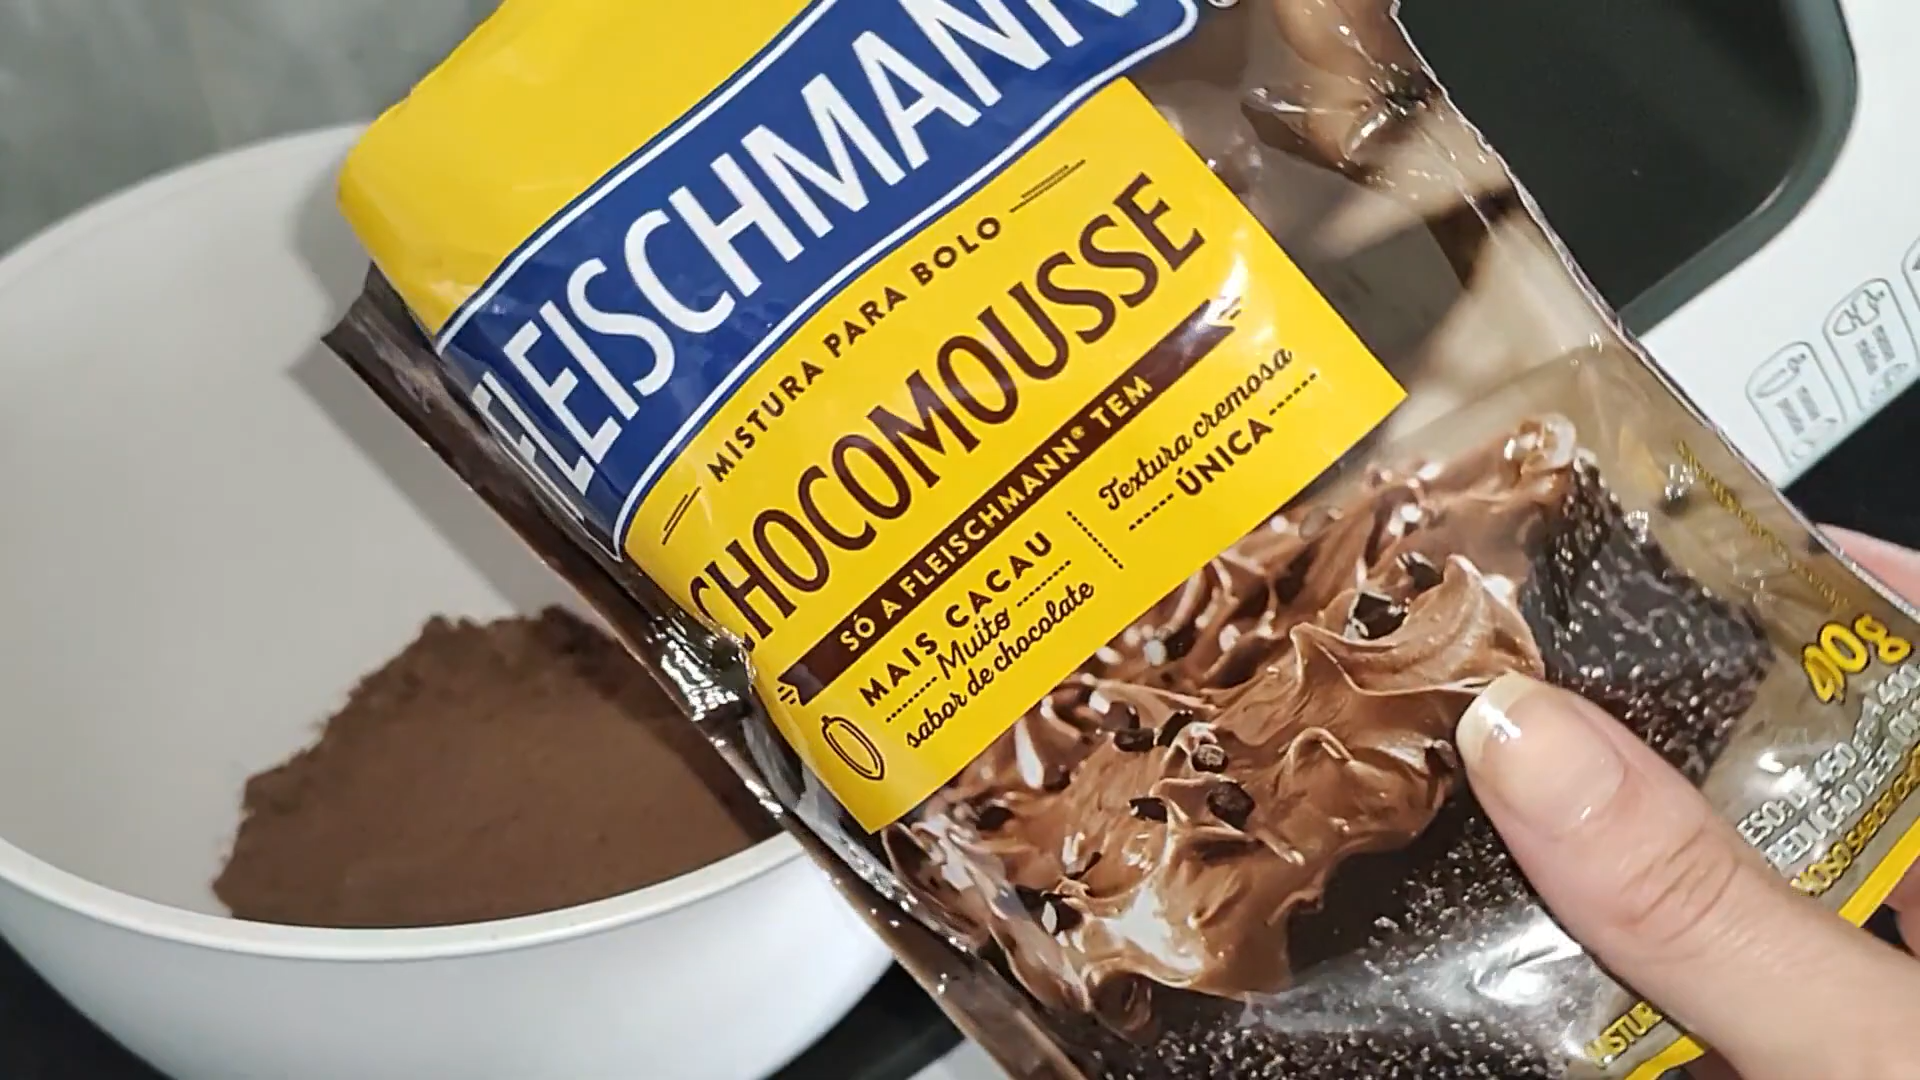 FLEISCHMANN
MISTURA PARA BOLO
CHOCOMOUSSE
SÓ A FLEISCHMANN® TEM
MAIS CACAU
Muito
sabor de chocolate
Textura cremosa
ÚNICA